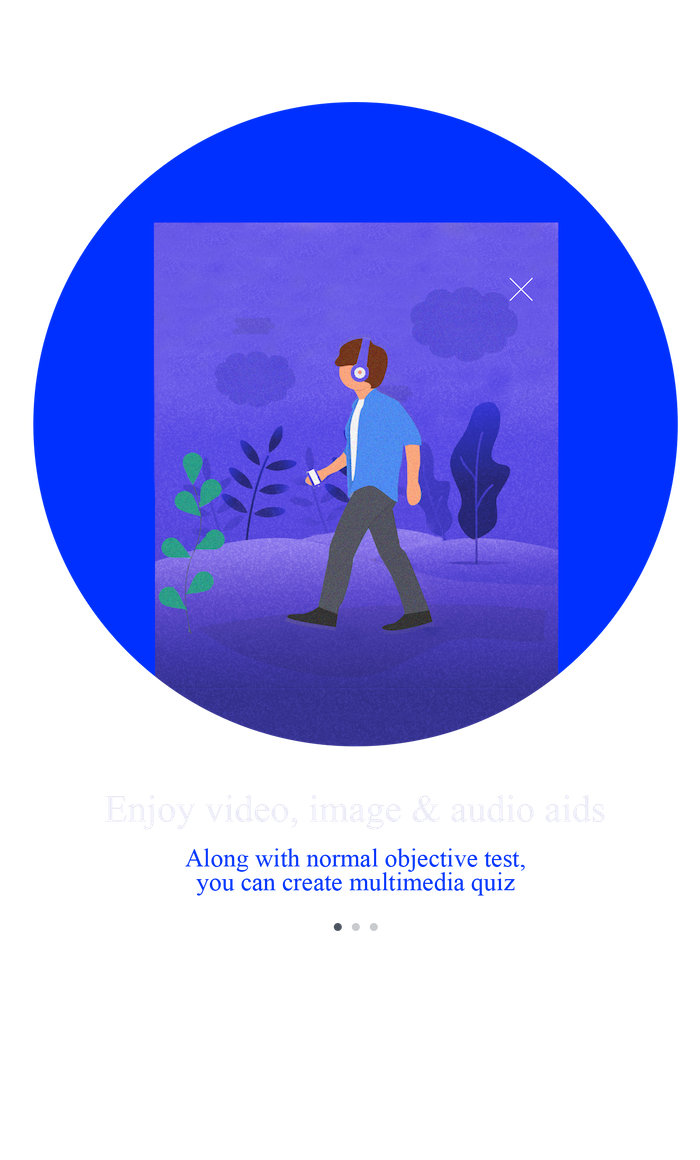 Enjoy video, image & audio aids
Along with normal objective test,
you can create multimedia quiz